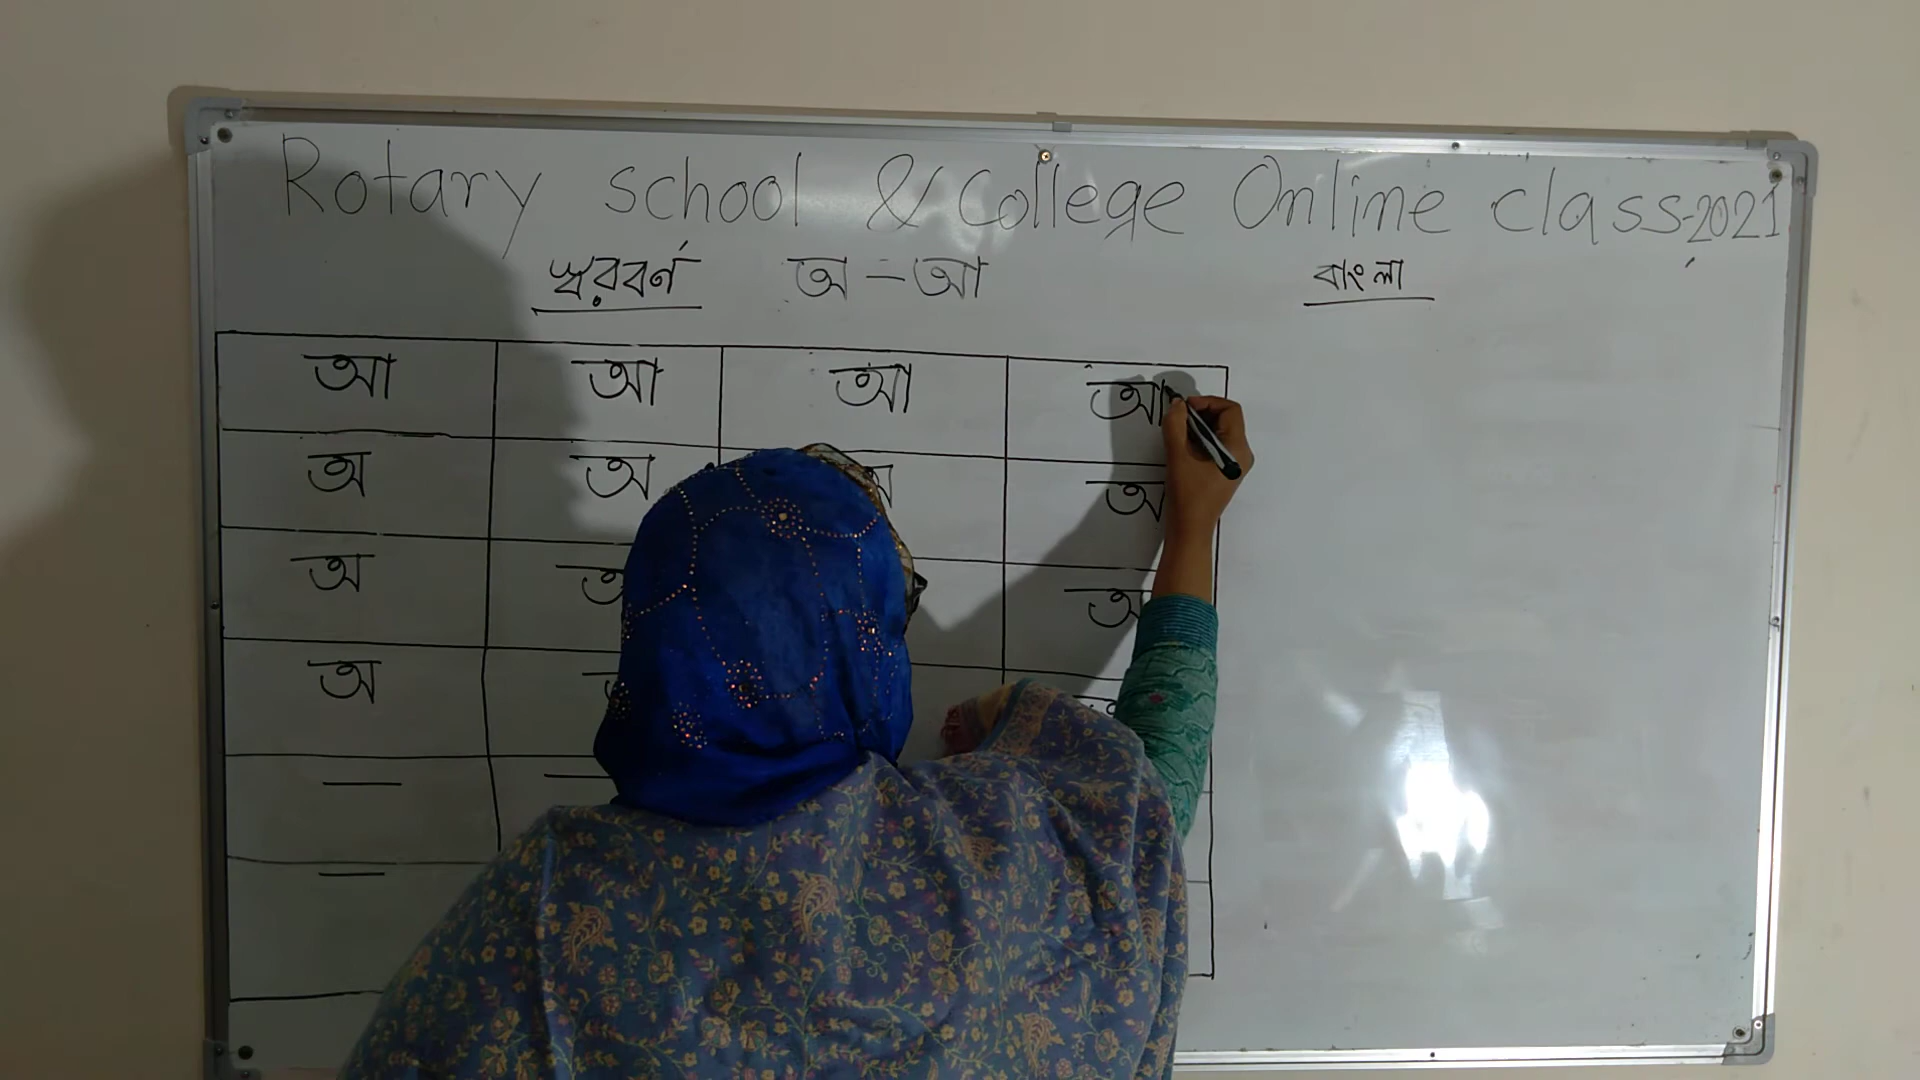 Rotary school & College Online class-2021
স্বরবর্ণ অ – আ বাংলা
আ আ আ আ
অ অ অ
অ অ
অ